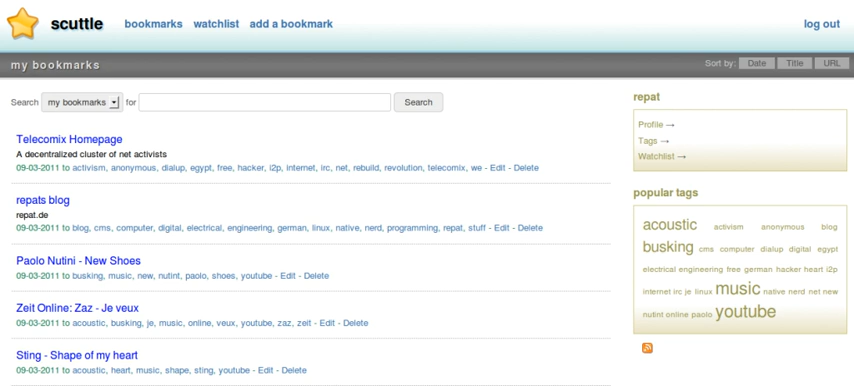 scuttle bookmarks watchlist add a bookmark log out
my bookmarks Sort by: Date Title URL
Search my bookmarks for Search
Telecomix Homepage
A decentralized cluster of net activists
09-03-2011 to activism, anonymous, dialup, egypt, free, hacker, i2p, internet, irc, net, rebuild, revolution, telecomix, we - Edit - Delete
repats blog
repat.de
09-03-2011 to blog, cms, computer, digital, electrical, engineering, german, linux, native, nerd, programming, repat, stuff - Edit - Delete
Paolo Nutini - New Shoes
09-03-2011 to busking, music, new, nutint, paolo, shoes, youtube - Edit - Delete
Zeit Online: Zaz - Je veux
09-03-2011 to acoustic, busking, je, music, online, veux, youtube, zaz, zeit - Edit - Delete
Sting - Shape of my heart
09-03-2011 to acoustic, heart, music, shape, sting, youtube - Edit - Delete
repat
Profile →
Tags →
Watchlist →
popular tags
acoustic activism anonymous blog
busking cms computer dialup digital egypt
electrical engineering free german hacker heart i2p
internet irc je linux music native nerd net new
nutint online paolo youtube